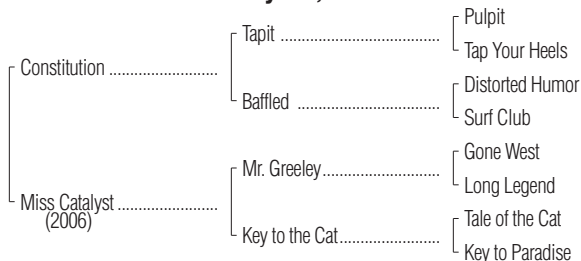 Constitution ........................
Tapit ................................
Pulpit
Tap Your Heels
Baffled .............................
Distorted Humor
Surf Club
Miss Catalyst ......................
(2006)
Mr. Greeley........................
Gone West
Long Legend
Key to the Cat....................
Tale of the Cat
Key to Paradise